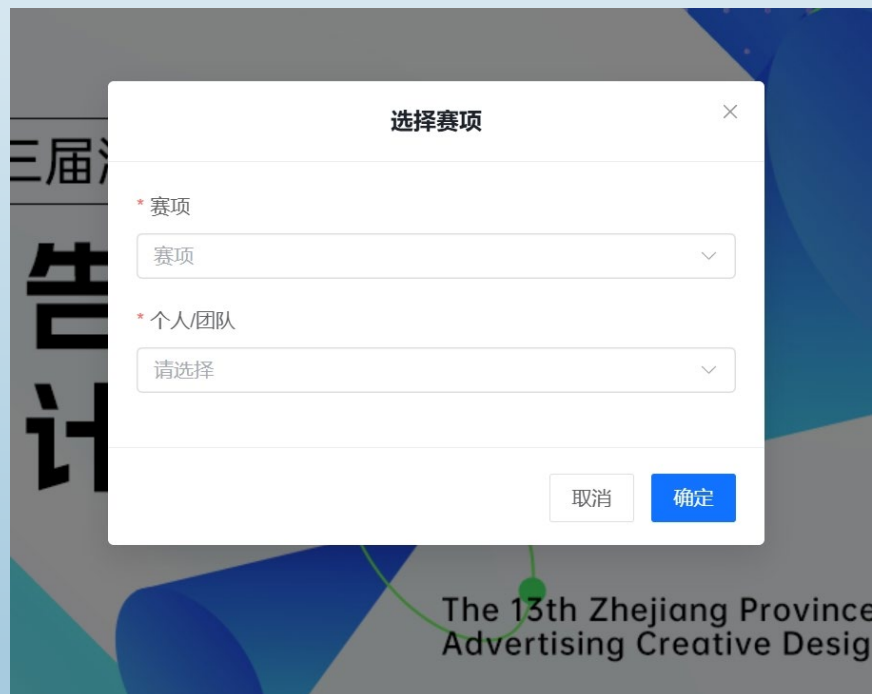 选择赛项
三届
* 赛项
赛项
告
* 个人/团队
请选择
计
取消
确定
The 13th Zhejiang Province
Advertising Creative Desig